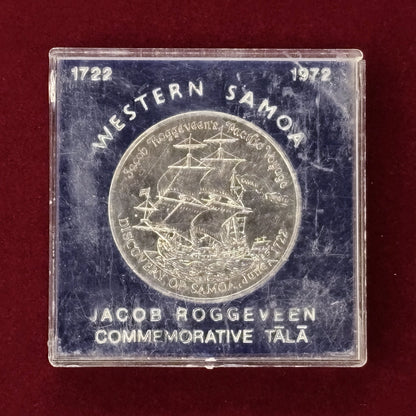 1722 1972
WESTERN SAMOA
Jacob Roggeveen's Pacific Voyage
DISCOVERY OF SAMOA, June 1722
JACOB ROGGEVEEN
COMMEMORATIVE TĀLĀ